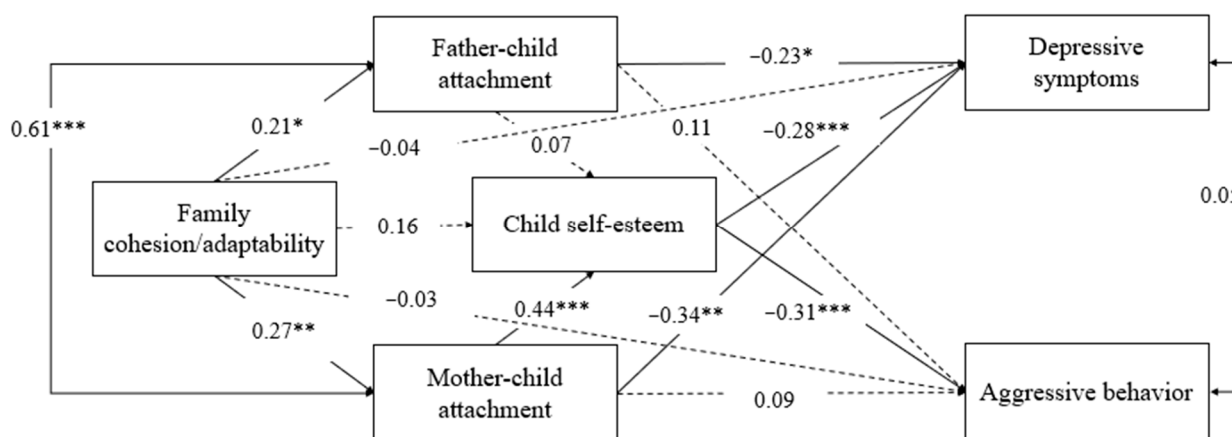 Father-child
attachment
−0.23*
Depressive
symptoms
0.61***
0.21*
−0.04
0.07
0.11
−0.28***
Family
cohesion/adaptability
0.16
Child self-esteem
−0.03
0.44***
−0.34**
−0.31***
0.27**
Mother-child
attachment
0.09
Aggressive behavior